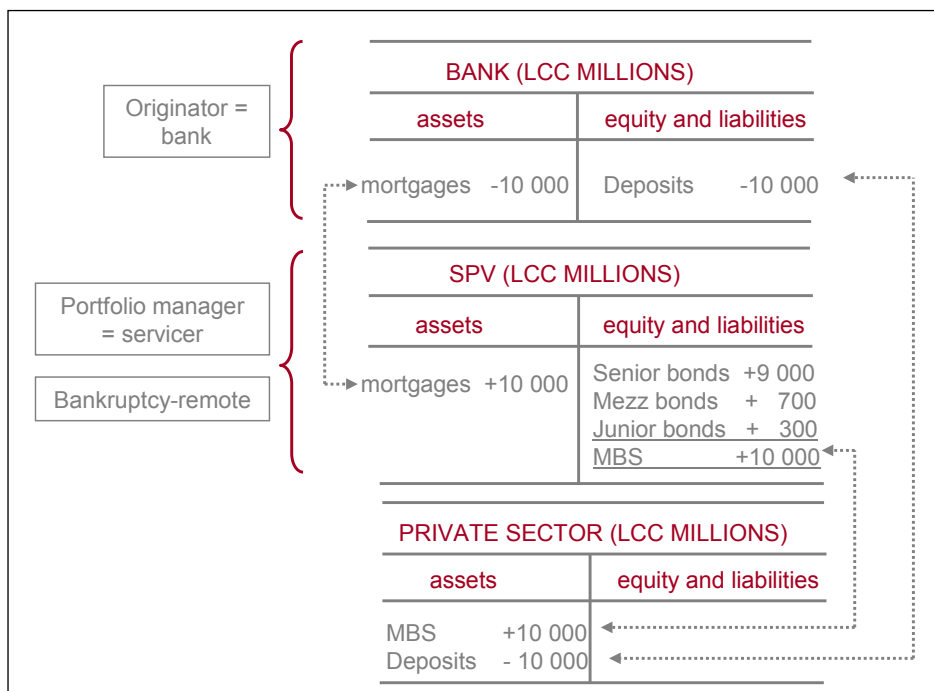 BANK (LCC MILLIONS)
Originator =
bank
assets equity and liabilities
mortgages -10 000 Deposits -10 000
SPV (LCC MILLIONS)
Portfolio manager
= servicer
Bankruptcy-remote
assets equity and liabilities
mortgages +10 000
Senior bonds +9 000
Mezz bonds + 700
Junior bonds + 300
MBS +10 000
PRIVATE SECTOR (LCC MILLIONS)
assets equity and liabilities
MBS +10 000
Deposits - 10 000